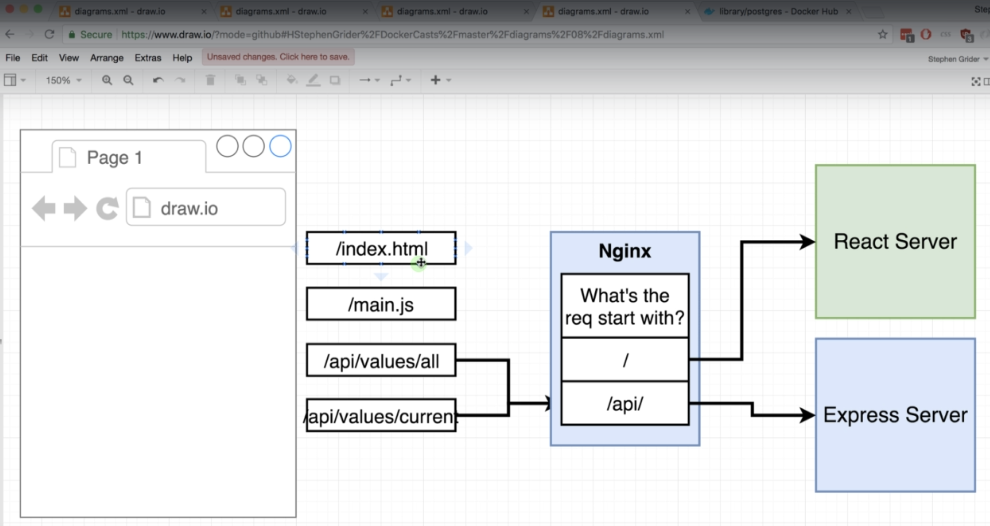 diagrams.xml - draw.io
diagrams.xml - draw.io
diagrams.xml - draw.io
diagrams.xml - draw.io
library/postgres - Docker Hub
Step
Secure
https://www.draw.io/?mode=github#HStephenGrider%2FDockerCasts%2Fmaster%2Fdiagrams%2F08%2Fdiagrams.xml
File
Edit
View
Arrange
Extras
Help
Unsaved changes. Click here to save.
Stephen Grider
150%
Page 1
draw.io
/index.html
/main.js
/api/values/all
/api/values/current
Nginx
What's the
req start with?
/
/api/
React Server
Express Server